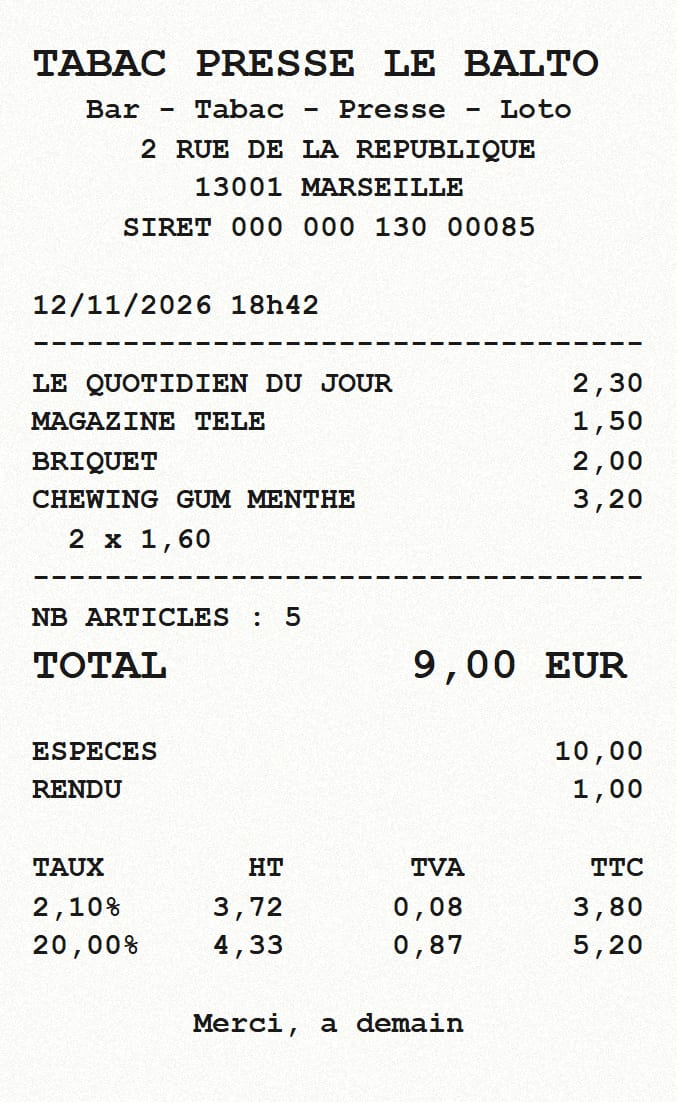 TABAC PRESSE LE BALTO
Bar - Tabac - Presse - Loto
2 RUE DE LA REPUBLIQUE
13001 MARSEILLE
SIRET 000 000 130 00085
12/11/2026 18h42
----------------------------------
LE QUOTIDIEN DU JOUR 2,30
MAGAZINE TELE 1,50
BRIQUET 2,00
CHEWING GUM MENTHE 3,20
2 x 1,60
----------------------------------
NB ARTICLES : 5
TOTAL 9,00 EUR
ESPECES 10,00
RENDU 1,00
TAUX HT TVA TTC
2,10% 3,72 0,08 3,80
20,00% 4,33 0,87 5,20
Merci, a demain